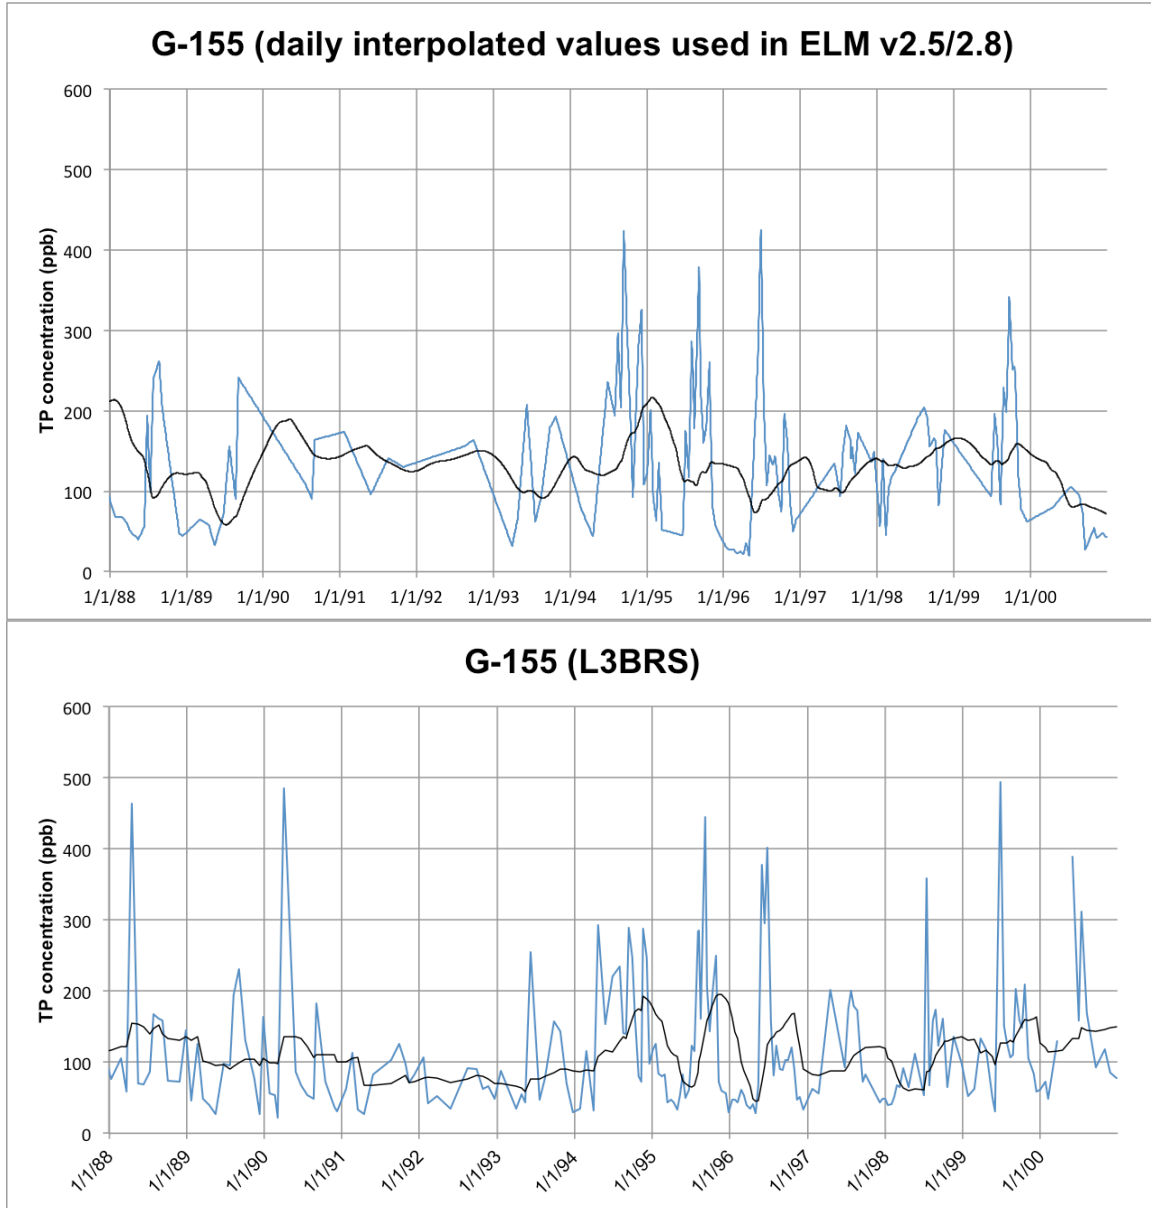 G-155 (daily interpolated values used in ELM v2.5/2.8)
600
500
400
300
200
100
0
TP concentration (ppb)
1/1/88 1/1/89 1/1/90 1/1/91 1/1/92 1/1/93 1/1/94 1/1/95 1/1/96 1/1/97 1/1/98 1/1/99 1/1/00
G-155 (L3BRS)
600
500
400
300
200
100
0
TP concentration (ppb)
1/1/88 1/1/89 1/1/90 1/1/91 1/1/92 1/1/93 1/1/94 1/1/95 1/1/96 1/1/97 1/1/98 1/1/99 1/1/00